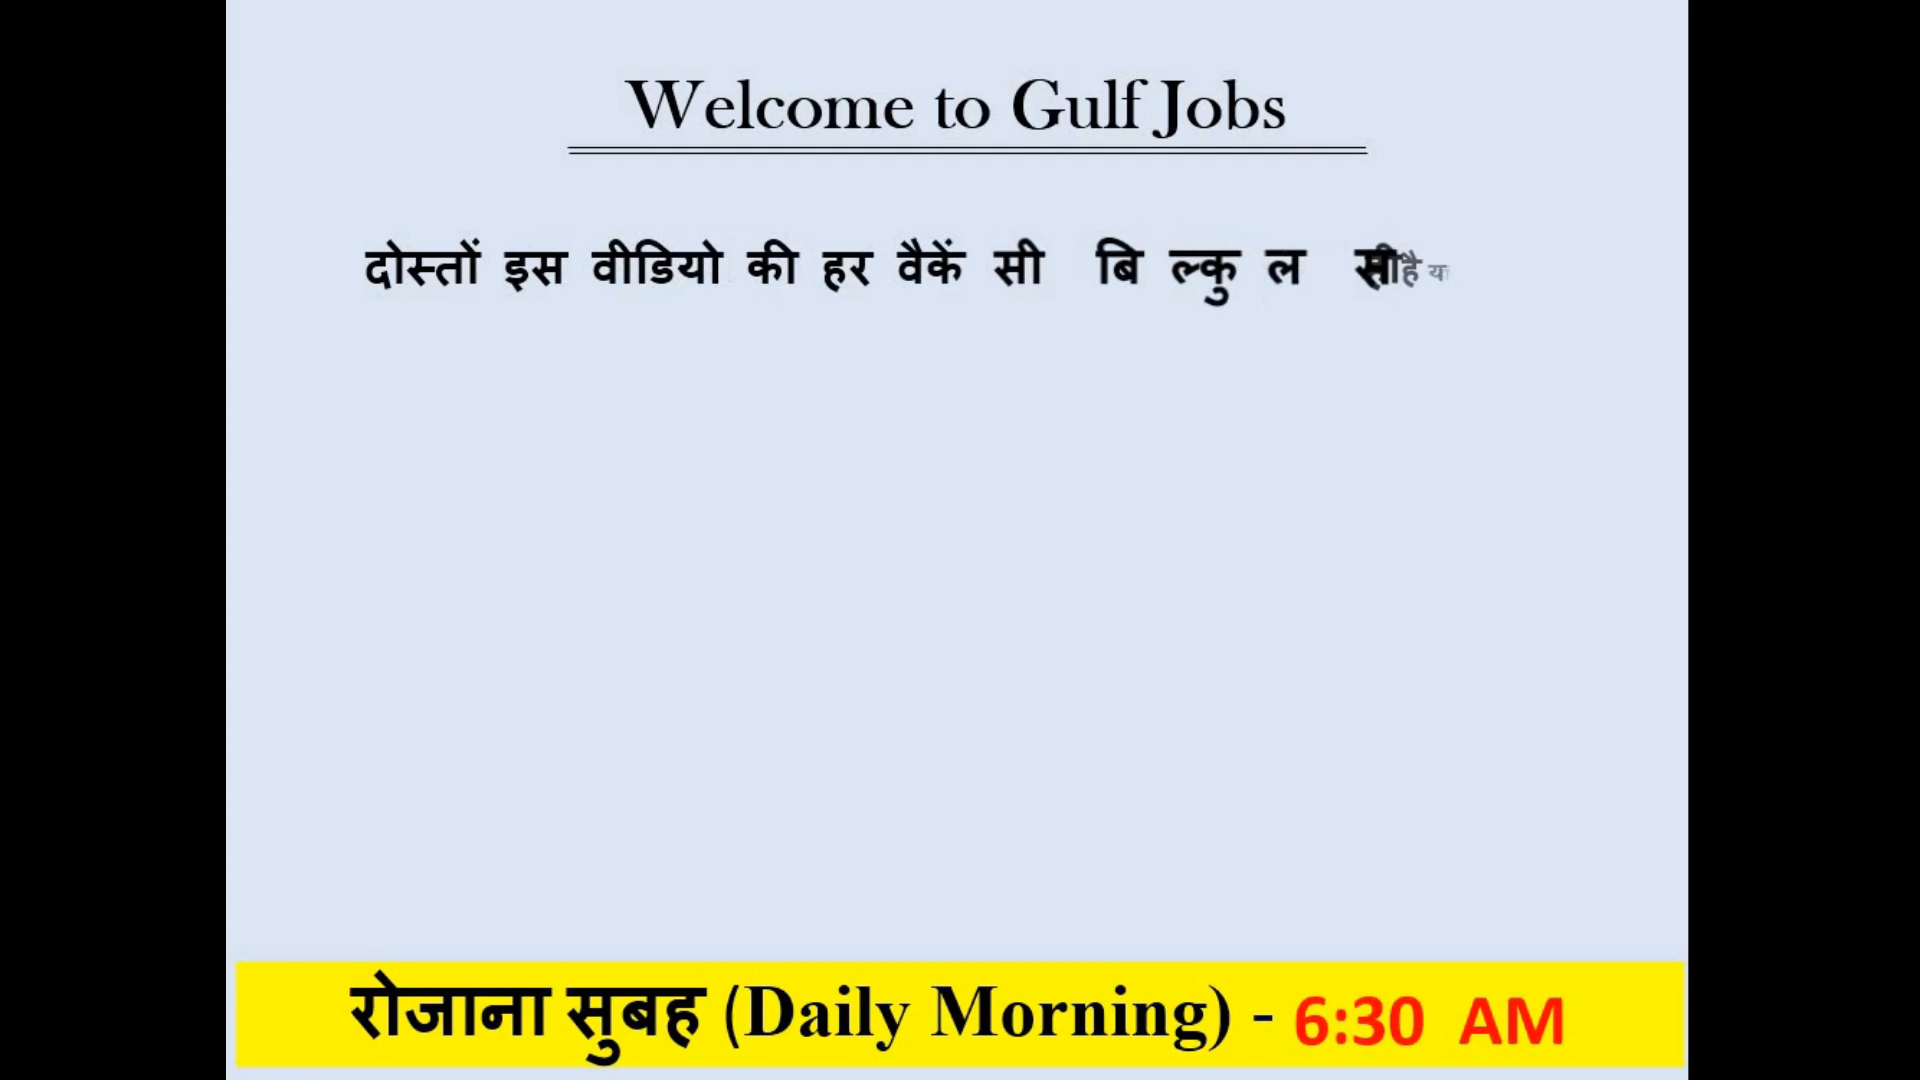 Welcome to Gulf Jobs
दोस्तों इस वीडियो की हर वैकेंसी बिल्कुल
रोजाना सुबह (Daily Morning) - 6:30 AM